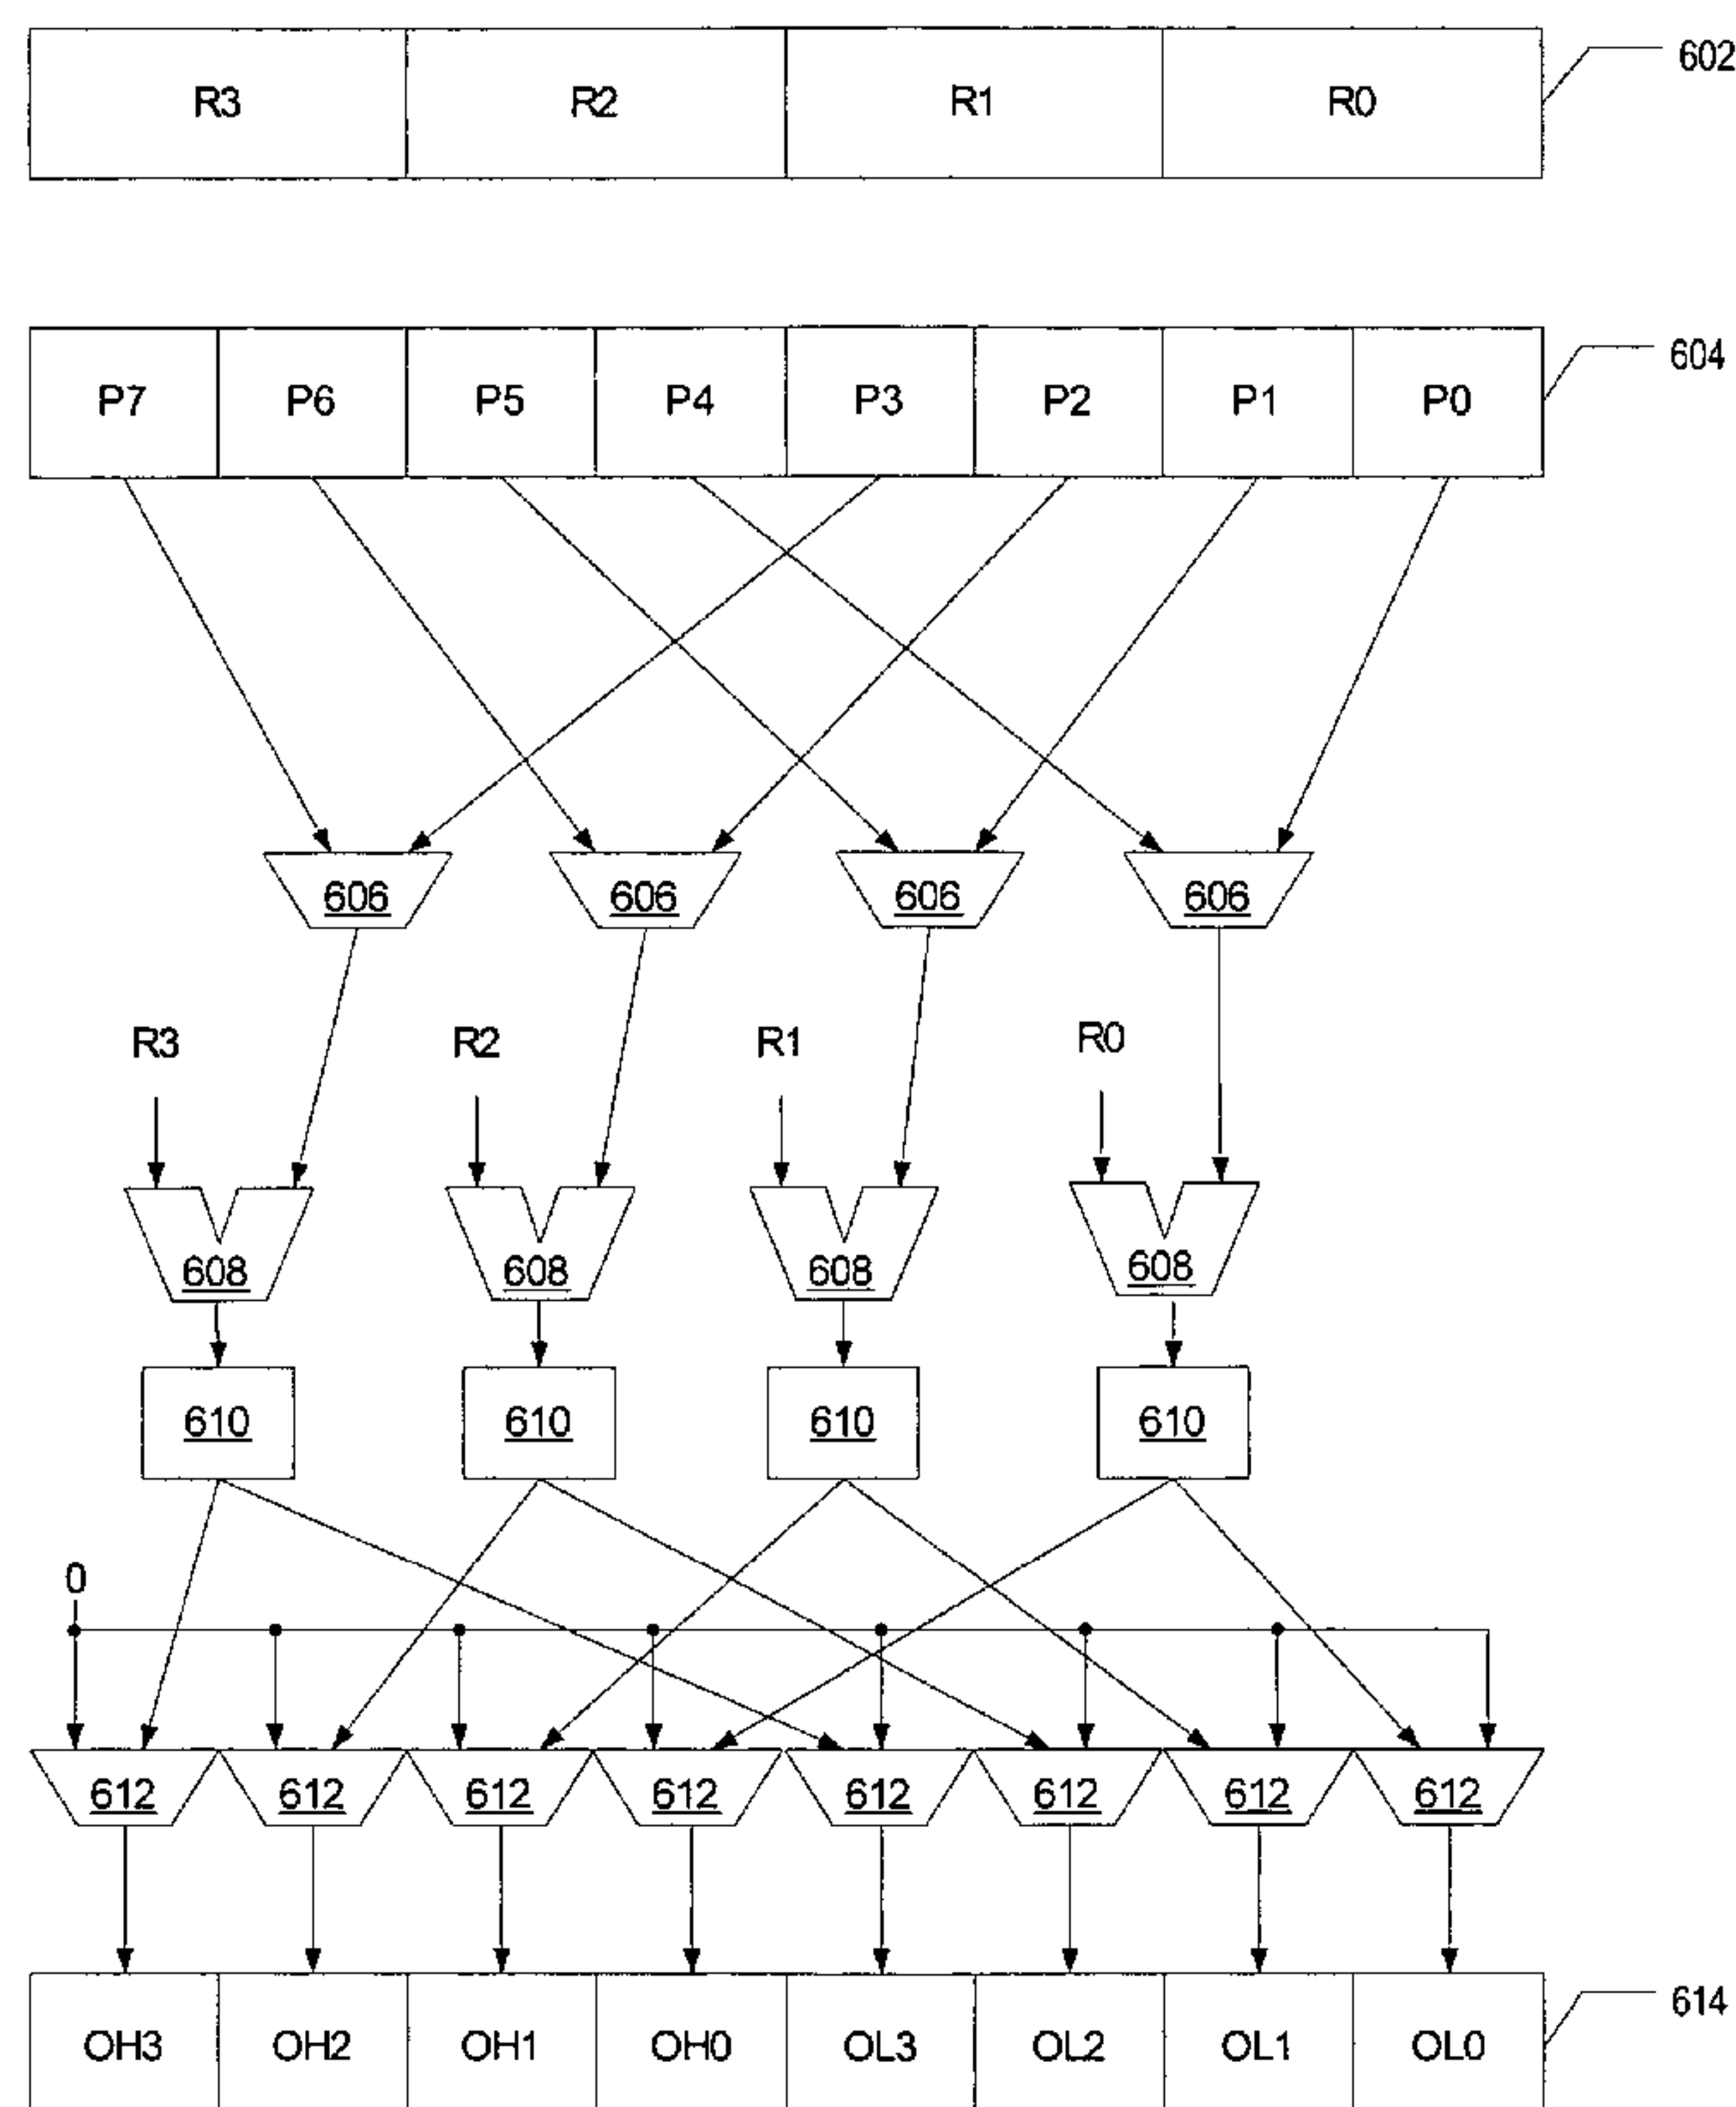 R3 R2 R1 R0 602
P7 P6 P5 P4 P3 P2 P1 P0 604
606 606 606 606
R3 R2 R1 R0
608 608 608 608
610 610 610 610
0
612 612 612 612 612 612 612 612
OH3 OH2 OH1 OH0 OL3 OL2 OL1 OL0 614